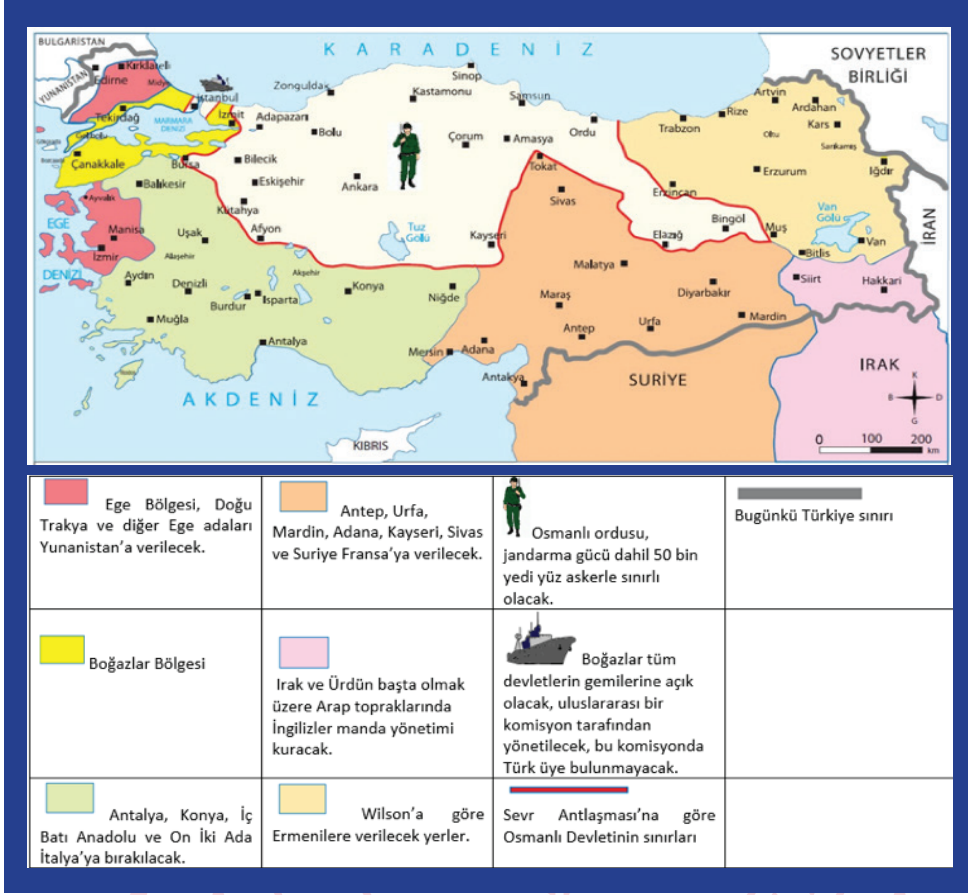 BULGARİSTAN
YUNANİSTAN
KARADENİZ
SOVYETLER
BİRLİĞİ
Kırklareli
Edirne
Midye
İstanbul
Tekirdağ
MARMARA
DENİZİ
İzmit
Adapazarı
Zonguldak
Bolu
Kastamonu
Sinop
Samsun
Çorum
Amasya
Ordu
Trabzon
Rize
Artvin
Ardahan
Kars
Oltu
Sarıkamış
Iğdır
Erzurum
Çanakkale
Bursa
Bilecik
Eskişehir
Ankara
Tokat
Sivas
Erzincan
Balıkesir
Kütahya
Afyon
Tuz
Gölü
Kayseri
Elazığ
Bingöl
Muş
Van
Gölü
Van
Bitlis
İRAN
Ayvalık
EGE
DENİZİ
Manisa
İzmir
Uşak
Alaşehir
Akşehir
Aydın
Denizli
Burdur
Isparta
Konya
Niğde
Malatya
Maraş
Diyarbakır
Siirt
Hakkari
Muğla
Antalya
Mersin
Adana
Antep
Urfa
Mardin
Antakya
SURİYE
IRAK
AKDENİZ
KIBRIS
K
B
D
G
0 100 200
km
Ege Bölgesi, Doğu
Trakya ve diğer Ege adaları
Yunanistan’a verilecek.
Antep, Urfa,
Mardin, Adana, Kayseri, Sivas
ve Suriye Fransa’ya verilecek.
Osmanlı ordusu,
jandarma gücü dahil 50 bin
yedi yüz askerle sınırlı
olacak.
Bugünkü Türkiye sınırı
Boğazlar Bölgesi
Irak ve Ürdün başta olmak
üzere Arap topraklarında
İngilizler manda yönetimi
kuracak.
Boğazlar tüm
devletlerin gemilerine açık
olacak, uluslararası bir
komisyon tarafından
yönetilecek, bu komisyonda
Türk üye bulunmayacak.
Antalya, Konya, İç
Batı Anadolu ve On İki Ada
İtalya’ya bırakılacak.
Wilson’a göre
Ermenilere verilecek yerler.
Sevr Antlaşması’na göre
Osmanlı Devletinin sınırları